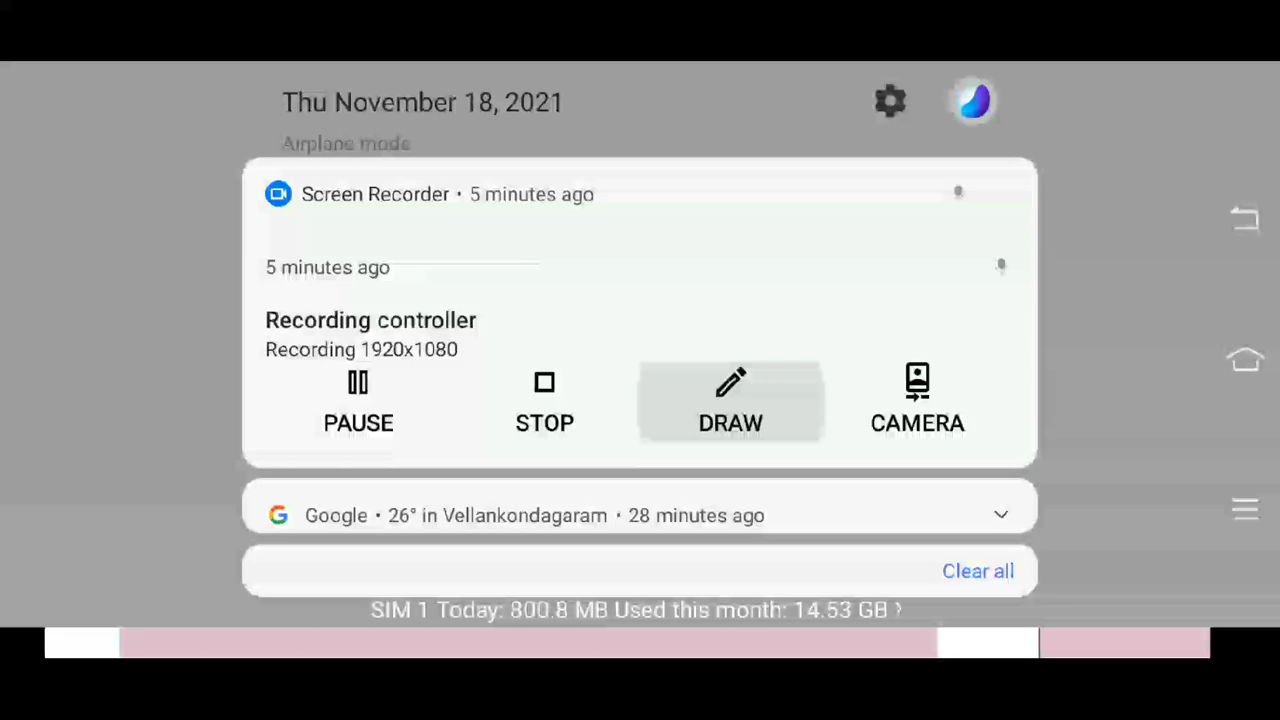 Thu November 18, 2021
Airplane mode
Screen Recorder • 5 minutes ago
5 minutes ago
Recording controller
Recording 1920x1080
PAUSE STOP DRAW CAMERA
Google • 26° in Vellankondagaram • 28 minutes ago
Clear all
SIM 1 Today: 800.8 MB Used this month: 14.53 GB